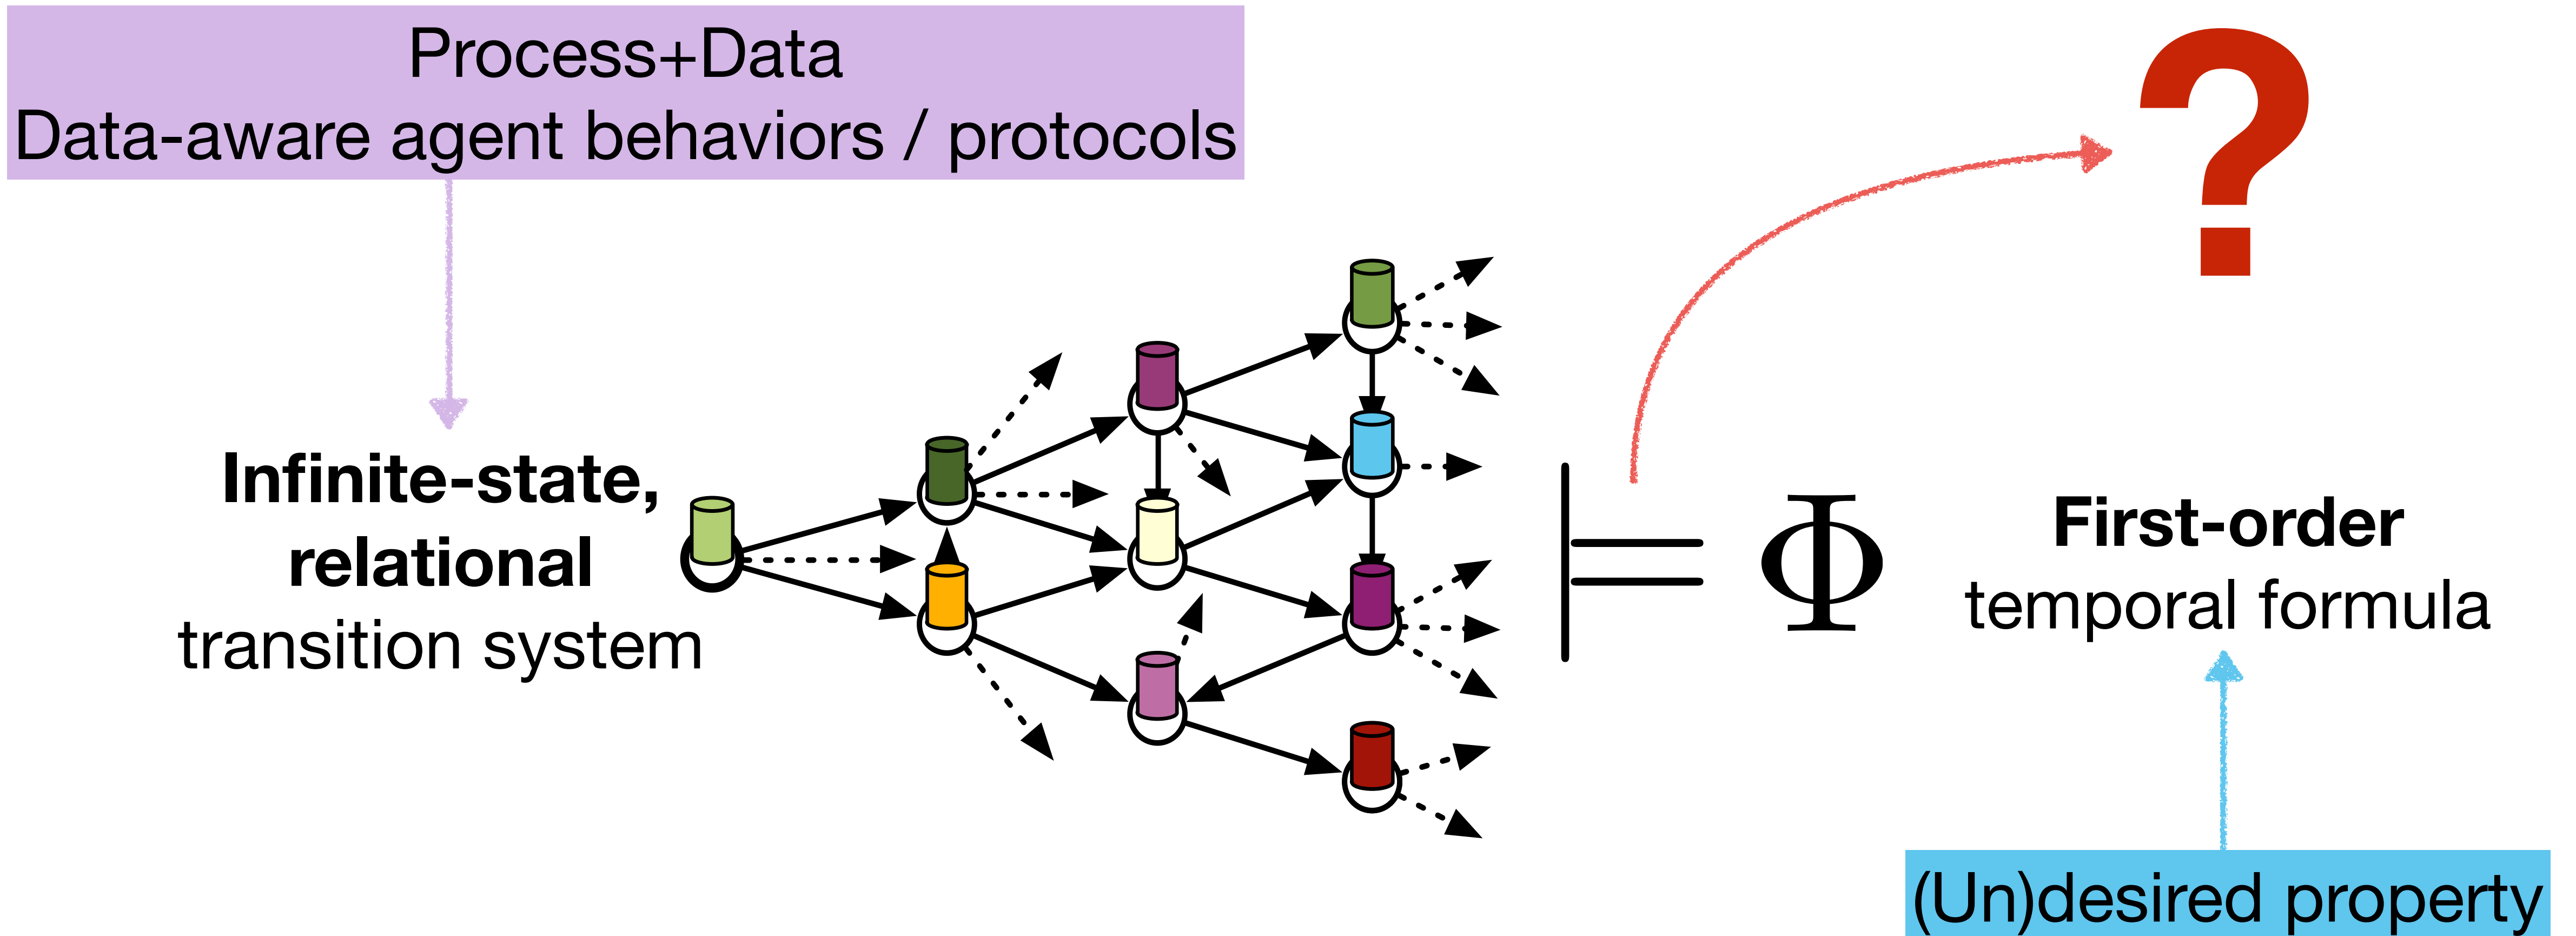 Process+Data
Data-aware agent behaviors / protocols
?
Infinite-state,
relational
transition system
⊨ Φ
First-order
temporal formula
(Un)desired property